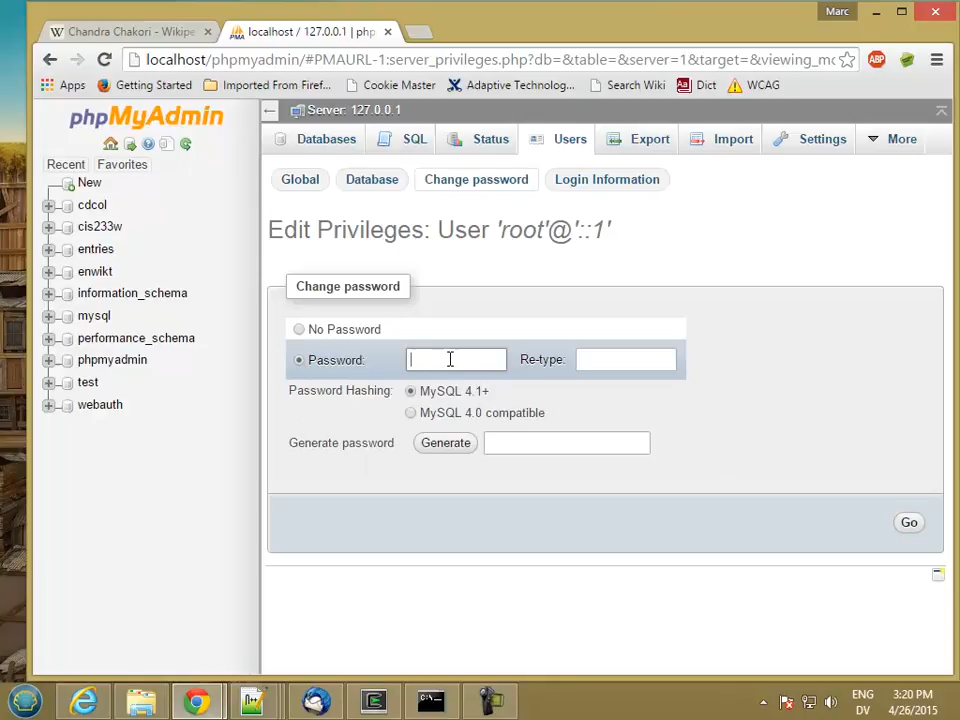 Marc
Chandra Chakori - Wikipe
localhost / 127.0.0.1 | php
localhost/phpmyadmin/#PMAURL-1:server_privileges.php?db=&table=&server=1&target=&viewing_mo
ABP
Apps
Getting Started
Imported From Firef...
Cookie Master
Adaptive Technolog...
Search Wiki
Dict
WCAG
phpMyAdmin
Server: 127.0.0.1
Databases
SQL
Status
Users
Export
Import
Settings
More
Recent
Favorites
New
cdcol
cis233w
entries
enwikt
information_schema
mysql
performance_schema
phpmyadmin
test
webauth
Global
Database
Change password
Login Information
Edit Privileges: User 'root'@'::1'
Change password
No Password
Password:
Re-type:
Password Hashing:
MySQL 4.1+
MySQL 4.0 compatible
Generate password
Generate
Go
ENG
DV
3:20 PM
4/26/2015